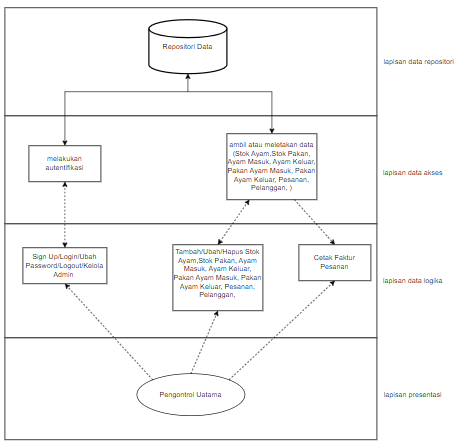 Repositori Data
lapisan data repositori
melakukan
autentifikasi
ambil atau meletakan data
(Stok Ayam,Stok Pakan,
Ayam Masuk, Ayam Keluar,
Pakan Ayam Masuk, Pakan
Ayam Keluar, Pesanan,
Pelanggan, )
lapisan data akses
Sign Up/Login/Ubah
Password/Logout/Kelola
Admin
Tambah/Ubah/Hapus Stok
Ayam,Stok Pakan, Ayam
Masuk, Ayam Keluar,
Pakan Ayam Masuk, Pakan
Ayam Keluar, Pesanan,
Pelanggan,
Cetak Faktur
Pesanan
lapisan data logika
Pengontrol Uatama
lapisan presentasi